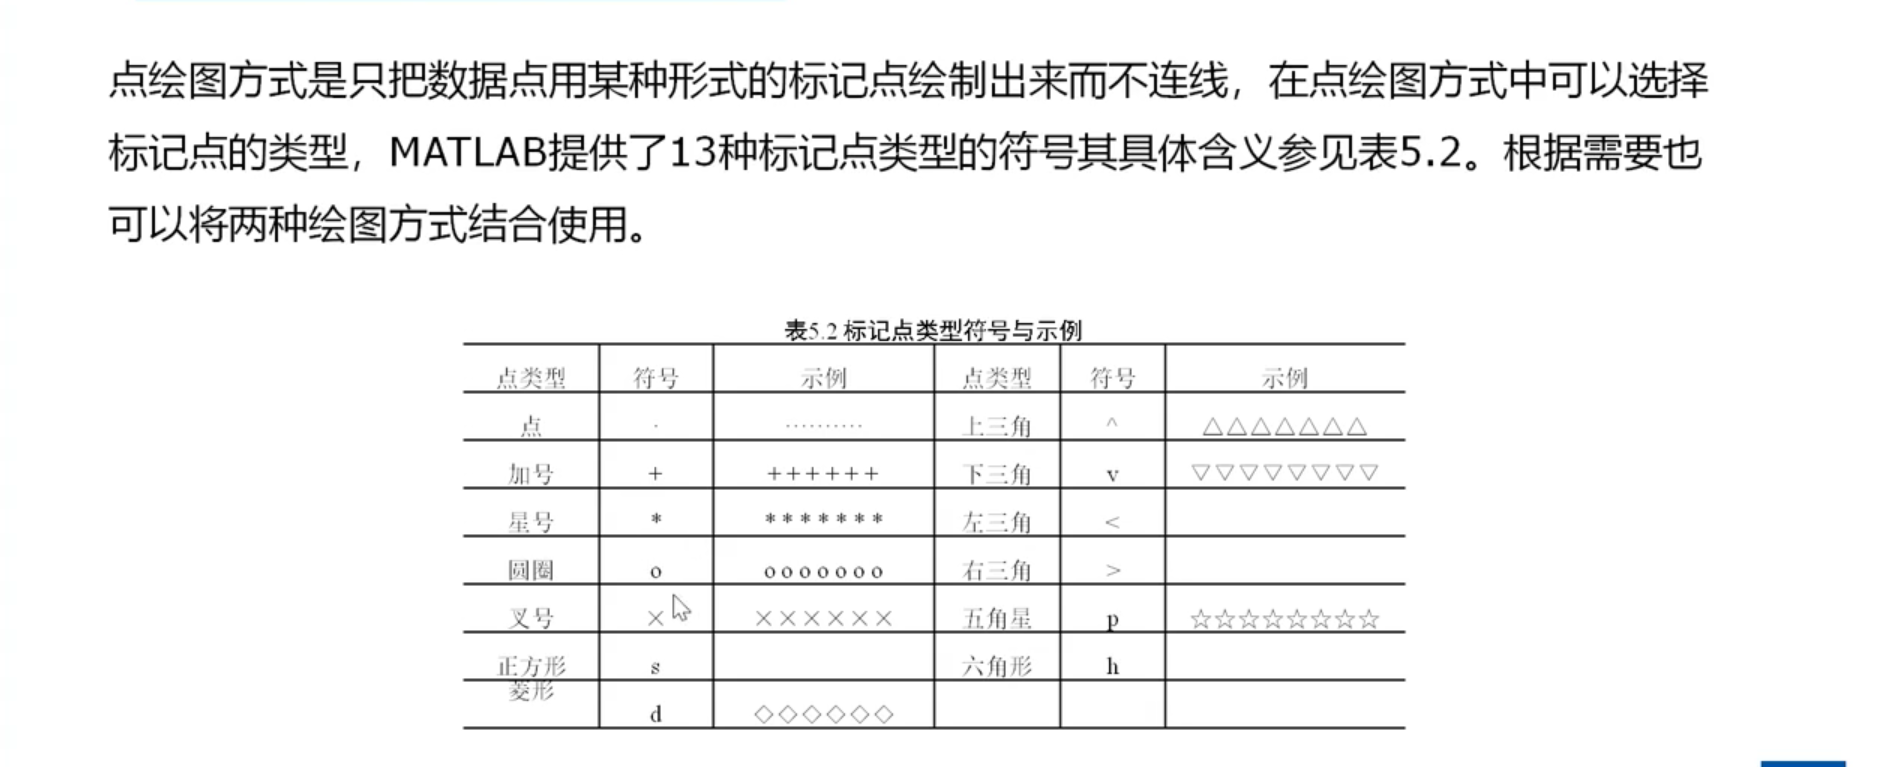 点绘图方式是只把数据点用某种形式的标记点绘制出来而不连线，在点绘图方式中可以选择
标记点的类型，MATLAB提供了13种标记点类型的符号其具体含义参见表5.2。根据需要也
可以将两种绘图方式结合使用。
表5.2 标记点类型符号与示例
点类型 符号 示例 点类型 符号 示例
点 · ·········· 上三角 ^ △△△△△△△
加号 + ++++++ 下三角 v ▽▽▽▽▽▽▽▽
星号 * ******* 左三角 <
圆圈 o ooooooo 右三角 >
叉号 × ×××××× 五角星 p ☆☆☆☆☆☆☆☆
正方形 s 六角形 h
菱形 d ◇◇◇◇◇◇